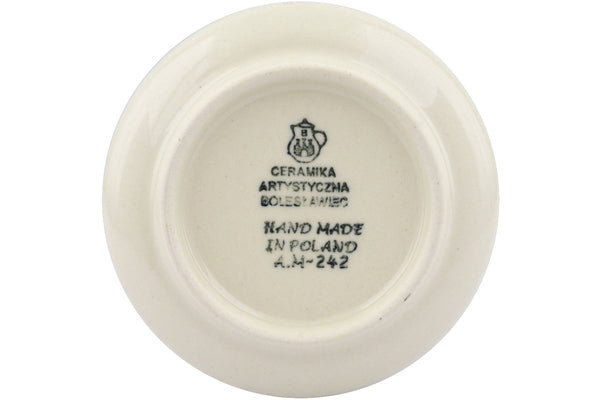 B
CERAMIKA
ARTYSTYCZNA
BOLESŁAWIEC
HAND MADE
IN POLAND
A.M-242